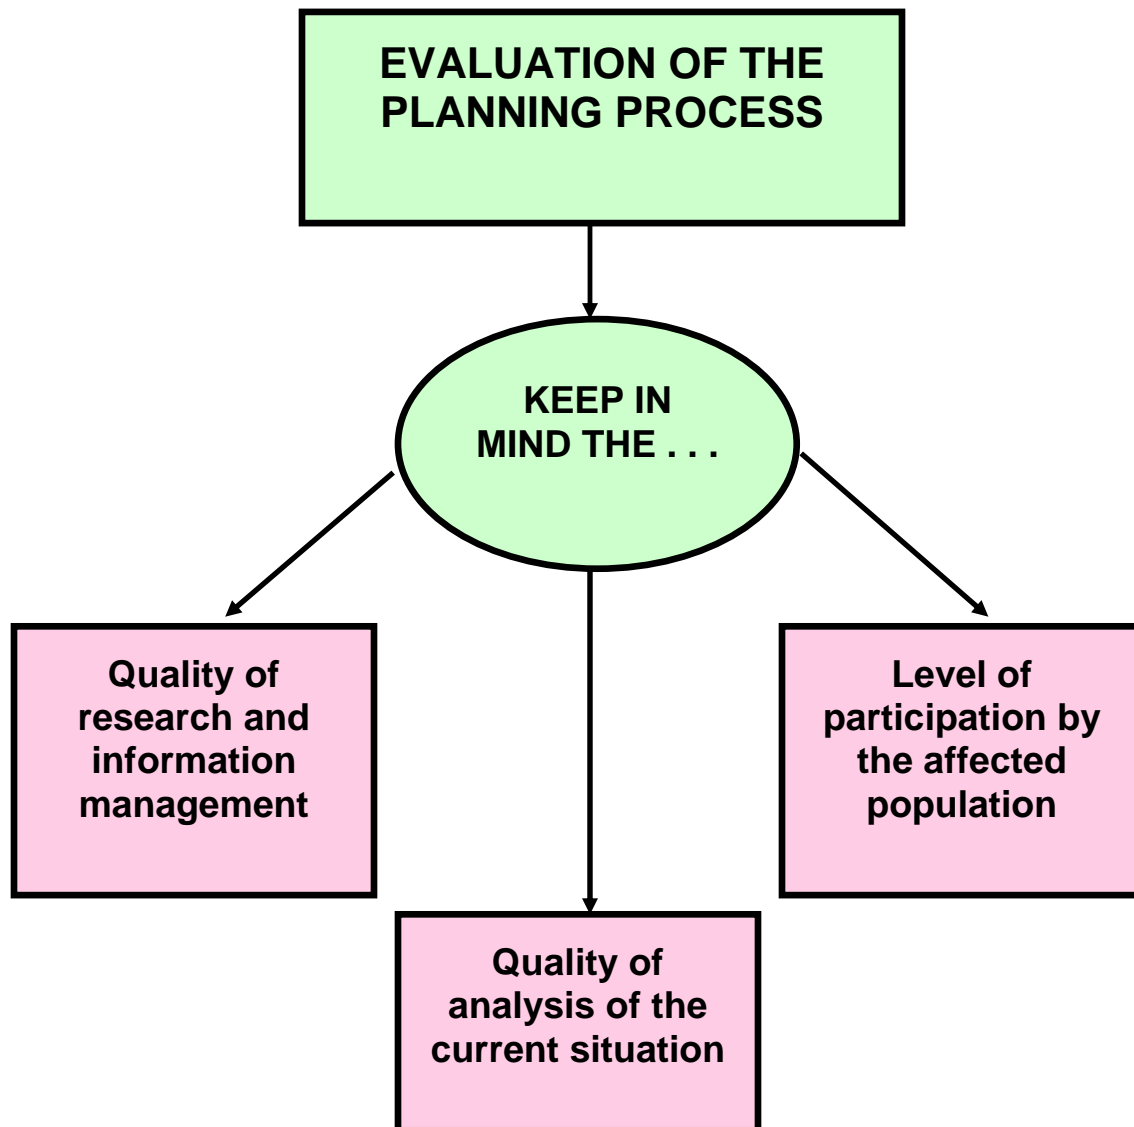 EVALUATION OF THE
PLANNING PROCESS
KEEP IN
MIND THE . . .
Quality of
research and
information
management
Level of
participation by
the affected
population
Quality of
analysis of the
current situation